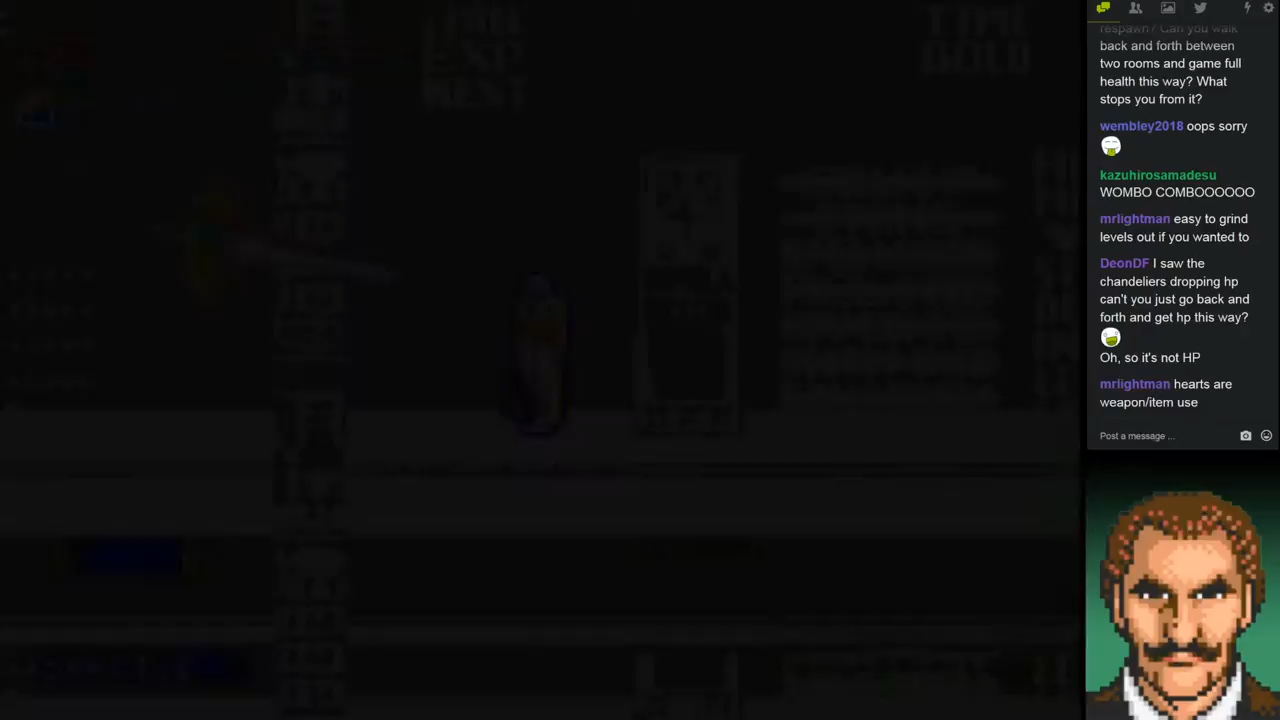 respawn? Can you walk
back and forth between
two rooms and game full
health this way? What
stops you from it?
wembley2018 oops sorry
kazuhirosamadesu
WOMBO COMBOOOOOO
mrlightman easy to grind
levels out if you wanted to
DeonDF I saw the
chandeliers dropping hp
can't you just go back and
forth and get hp this way?
Oh, so it's not HP
mrlightman hearts are
weapon/item use
Post a message ...